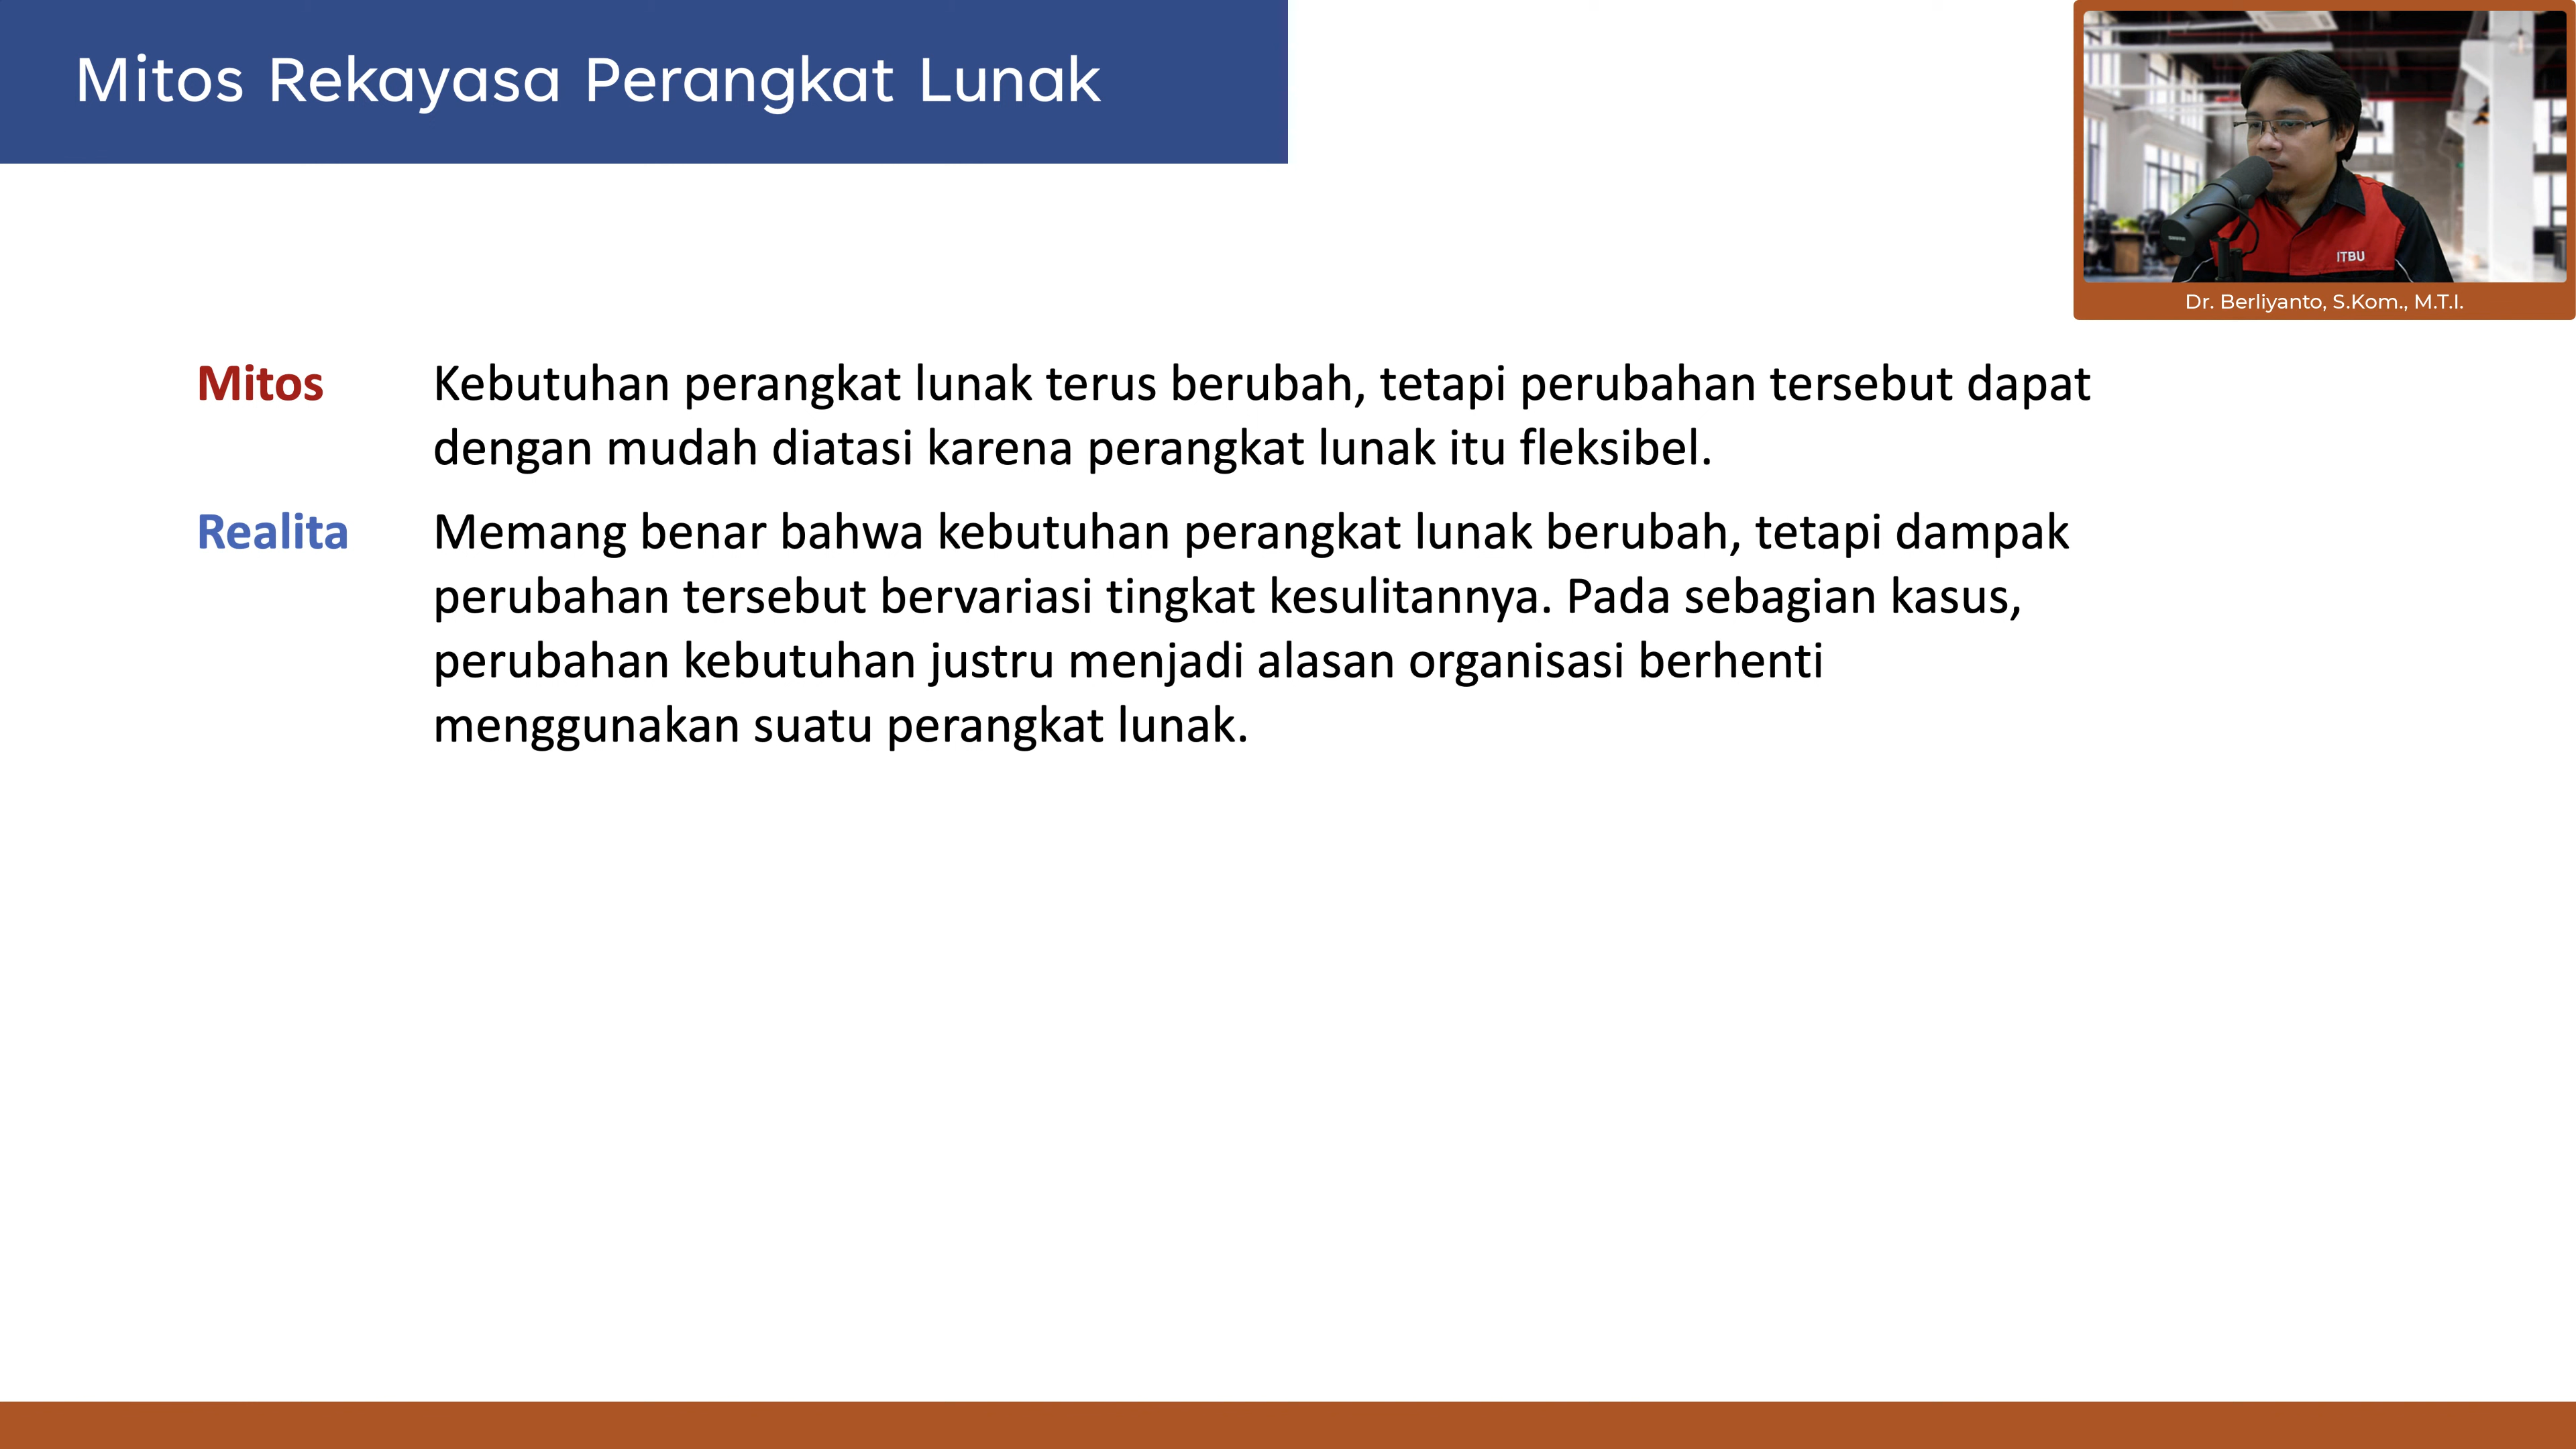 Mitos Rekayasa Perangkat Lunak
ITBU
Dr. Berliyanto, S.Kom., M.T.I.
Mitos Kebutuhan perangkat lunak terus berubah, tetapi perubahan tersebut dapat
dengan mudah diatasi karena perangkat lunak itu fleksibel.
Realita Memang benar bahwa kebutuhan perangkat lunak berubah, tetapi dampak
perubahan tersebut bervariasi tingkat kesulitannya. Pada sebagian kasus,
perubahan kebutuhan justru menjadi alasan organisasi berhenti
menggunakan suatu perangkat lunak.